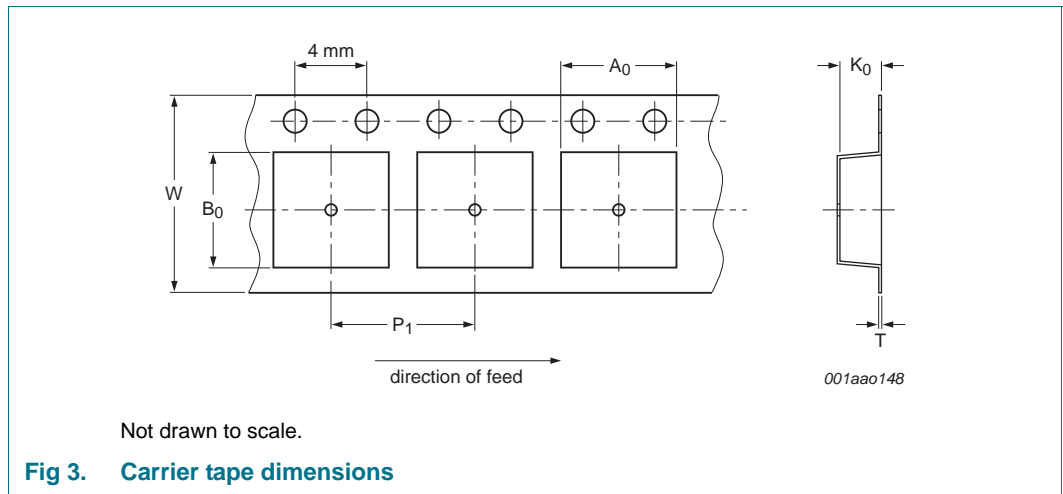 4 mm
A0
K0
W
B0
P1
T
direction of feed
001aao148
Not drawn to scale.
Fig 3. Carrier tape dimensions